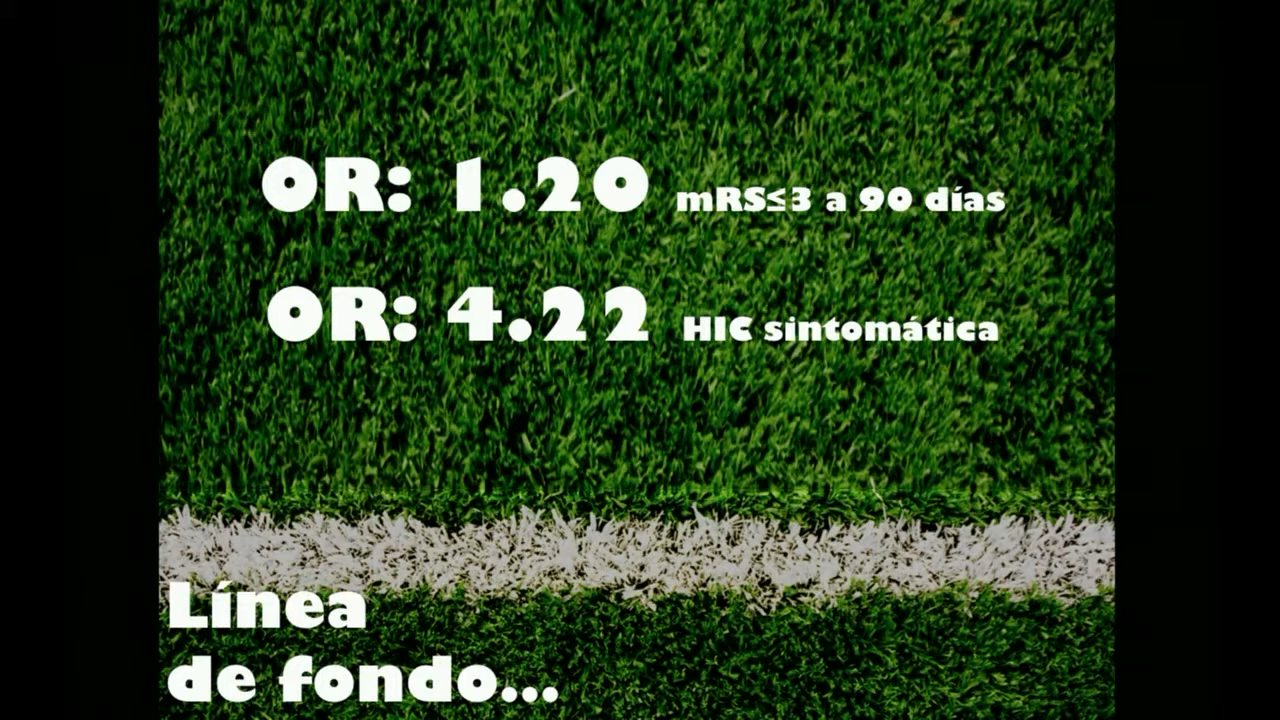 OR: 1.20 mRS≤3 a 90 días
OR: 4.22 HIC sintomática
Línea
de fondo...